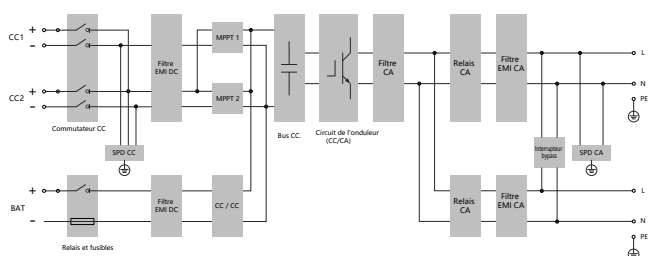 CC1
+
-
CC2
+
-
Commutateur CC
SPD CC
Filtre
EMI DC
MPPT 1
MPPT 2
Bus CC.
Circuit de l'onduleur
(CC/CA)
Filtre
CA
Relais
CA
Filtre
EMI CA
L
N
PE
Interrupteur
bypass
SPD CA
BAT
+
-
Relais et fusibles
Filtre
EMI DC
CC / CC
Relais
CA
Filtre
EMI CA
L
N
PE